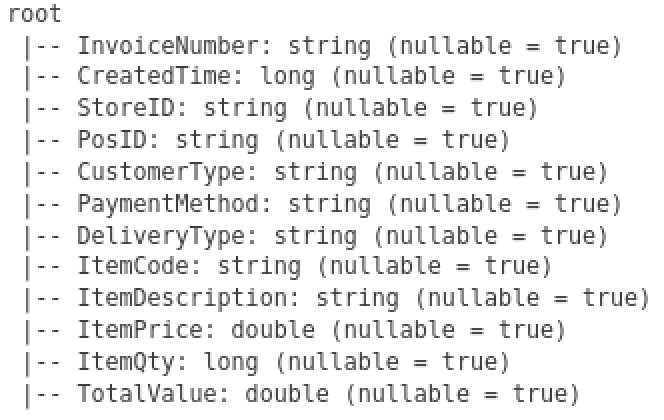 root
 |-- InvoiceNumber: string (nullable = true)
 |-- CreatedTime: long (nullable = true)
 |-- StoreID: string (nullable = true)
 |-- PosID: string (nullable = true)
 |-- CustomerType: string (nullable = true)
 |-- PaymentMethod: string (nullable = true)
 |-- DeliveryType: string (nullable = true)
 |-- ItemCode: string (nullable = true)
 |-- ItemDescription: string (nullable = true)
 |-- ItemPrice: double (nullable = true)
 |-- ItemQty: long (nullable = true)
 |-- TotalValue: double (nullable = true)